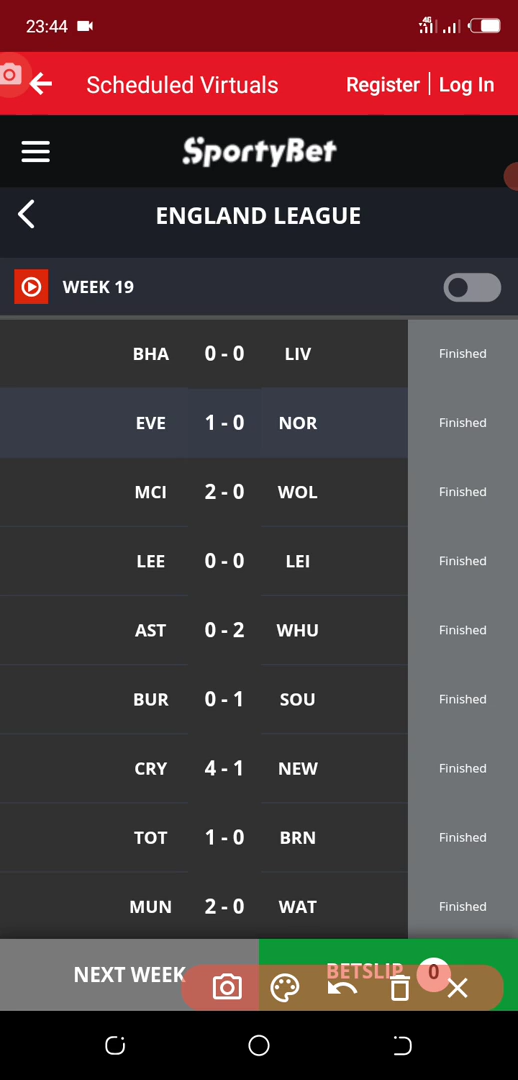 23:44 4G
Scheduled Virtuals Register | Log In
SportyBet
ENGLAND LEAGUE
WEEK 19
BHA 0 - 0 LIV Finished
EVE 1 - 0 NOR Finished
MCI 2 - 0 WOL Finished
LEE 0 - 0 LEI Finished
AST 0 - 2 WHU Finished
BUR 0 - 1 SOU Finished
CRY 4 - 1 NEW Finished
TOT 1 - 0 BRN Finished
MUN 2 - 0 WAT Finished
NEXT WEEK BETSLIP 0